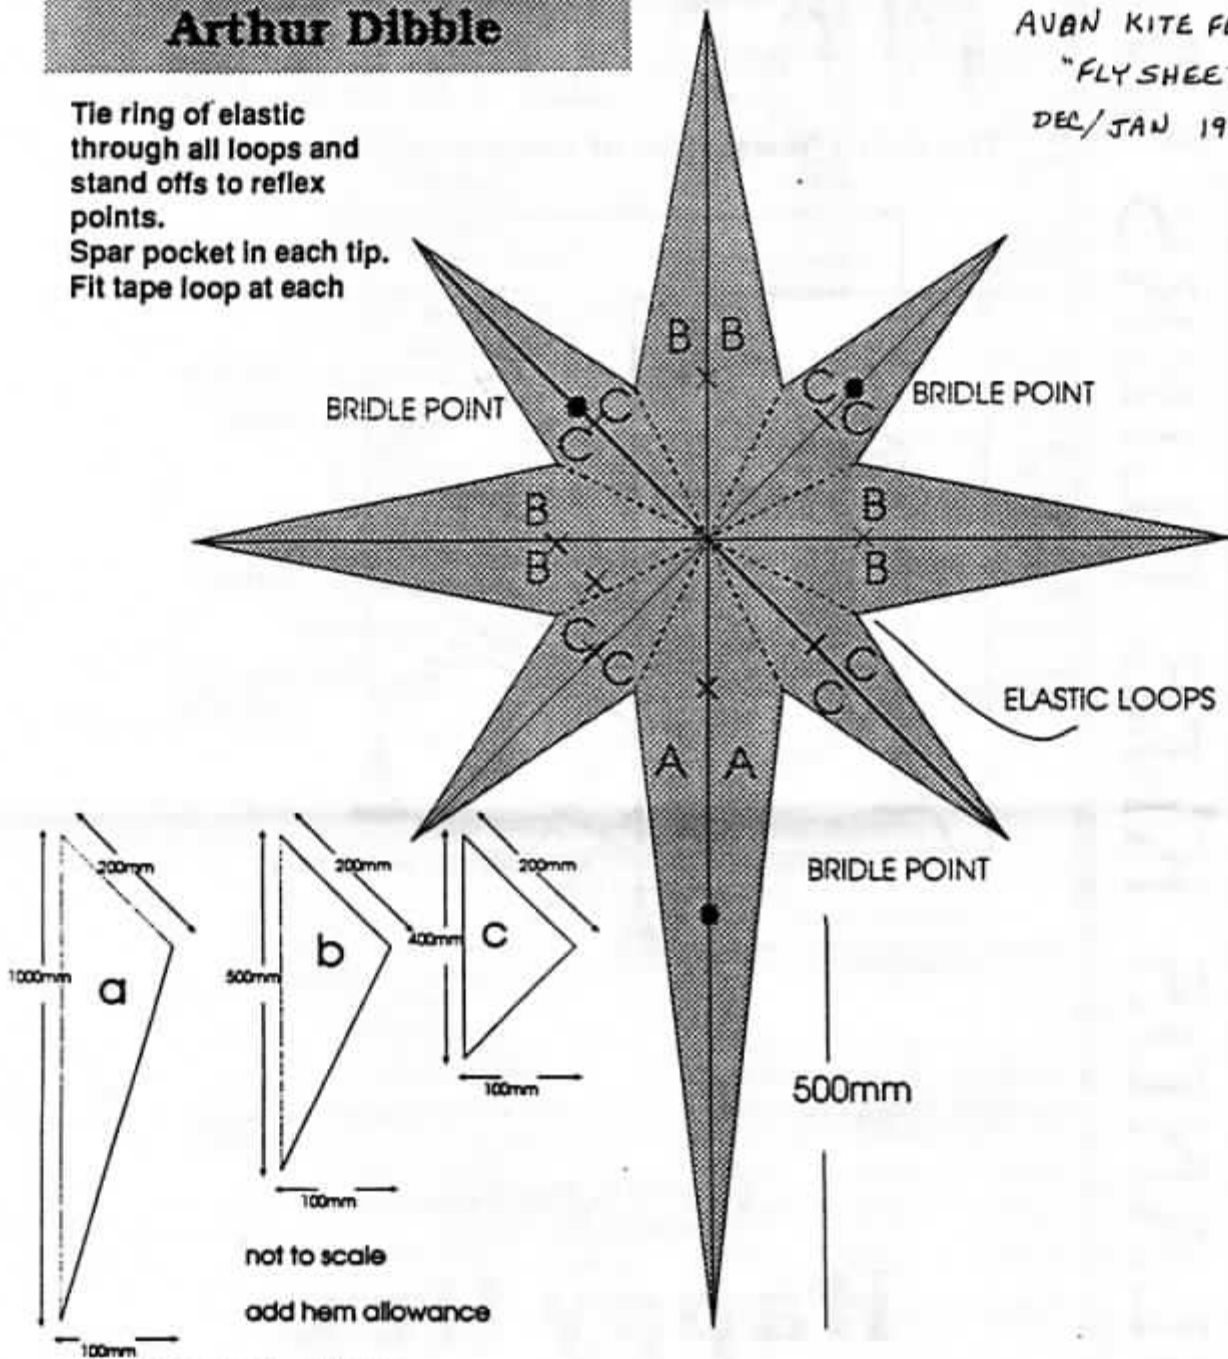 Arthur Dibble
AVON KITE
"FLY SHEE
DEC/JAN 19
Tie ring of elastic
through all loops and
stand offs to reflex
points.
Spar pocket in each tip.
Fit tape loop at each
B B
BRIDLE POINT
C
C
C
C
BRIDLE POINT
B
B
B
B
C
C
C
C
ELASTIC LOOPS
A A
BRIDLE POINT
500mm
200mm
1000mm
a
100mm
200mm
500mm
b
100mm
200mm
400mm
c
100mm
not to scale
add hem allowance